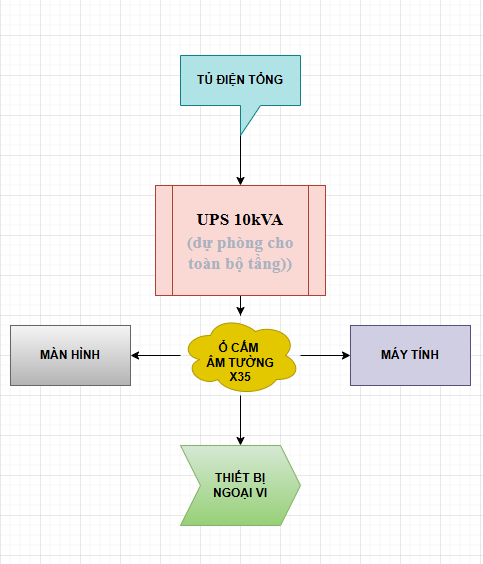 TỦ ĐIỆN TỔNG
UPS 10kVA
(dự phòng cho
toàn bộ tầng))
MÀN HÌNH
Ổ CẮM
ÂM TƯỜNG
X35
MÁY TÍNH
THIẾT BỊ
NGOẠI VI